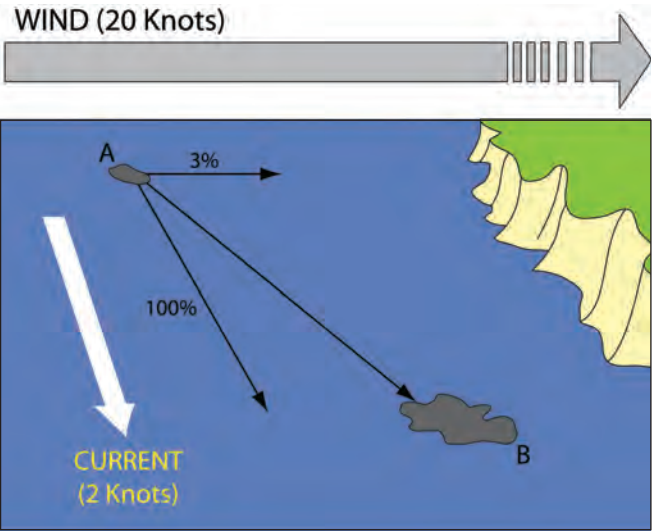 WIND (20 Knots)
A
3%
100%
CURRENT
(2 Knots)
B